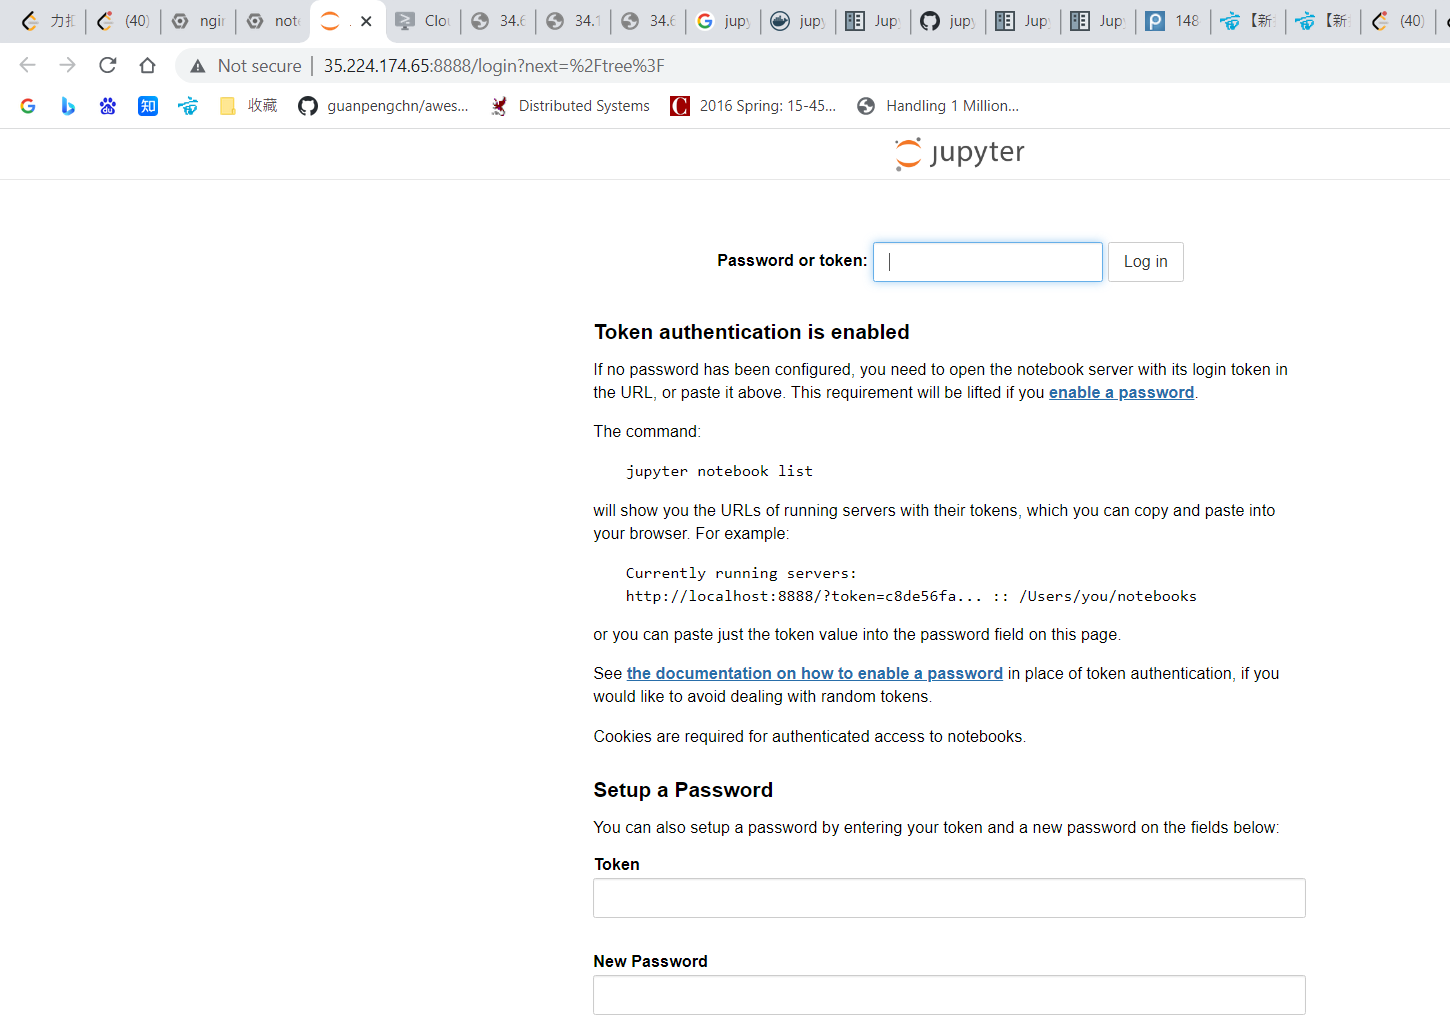 力扣 (40) ngin note Clou 34.6 34.1 34.6 jupy jupy Jupy jupy Jupy Jupy 148 【新 【新 (40)
Not secure 35.224.174.65:8888/login?next=%2Ftree%3F
知 收藏 guanpengchn/awes... Distributed Systems C 2016 Spring: 15-45... Handling 1 Million...
jupyter
Password or token: Log in
Token authentication is enabled
If no password has been configured, you need to open the notebook server with its login token in
the URL, or paste it above. This requirement will be lifted if you enable a password.
The command:
jupyter notebook list
will show you the URLs of running servers with their tokens, which you can copy and paste into
your browser. For example:
Currently running servers:
http://localhost:8888/?token=c8de56fa... :: /Users/you/notebooks
or you can paste just the token value into the password field on this page.
See the documentation on how to enable a password in place of token authentication, if you
would like to avoid dealing with random tokens.
Cookies are required for authenticated access to notebooks.
Setup a Password
You can also setup a password by entering your token and a new password on the fields below:
Token
New Password